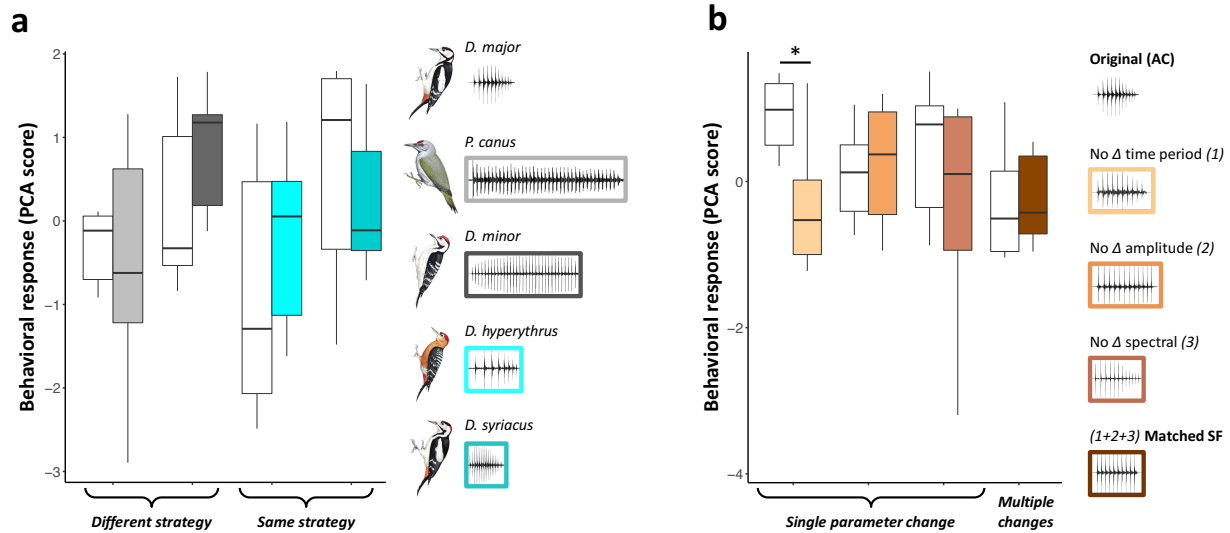 a
Behavioral response (PCA score)
2
1
0
−1
−2
−3
Different strategy
Same strategy
D. major
P. canus
D. minor
D. hyperythrus
D. syriacus
b
Behavioral response (PCA score)
0
−2
−4
*
Single parameter change
Multiple
changes
Original (AC)
No Δ time period (1)
No Δ amplitude (2)
No Δ spectral (3)
(1+2+3) Matched SF